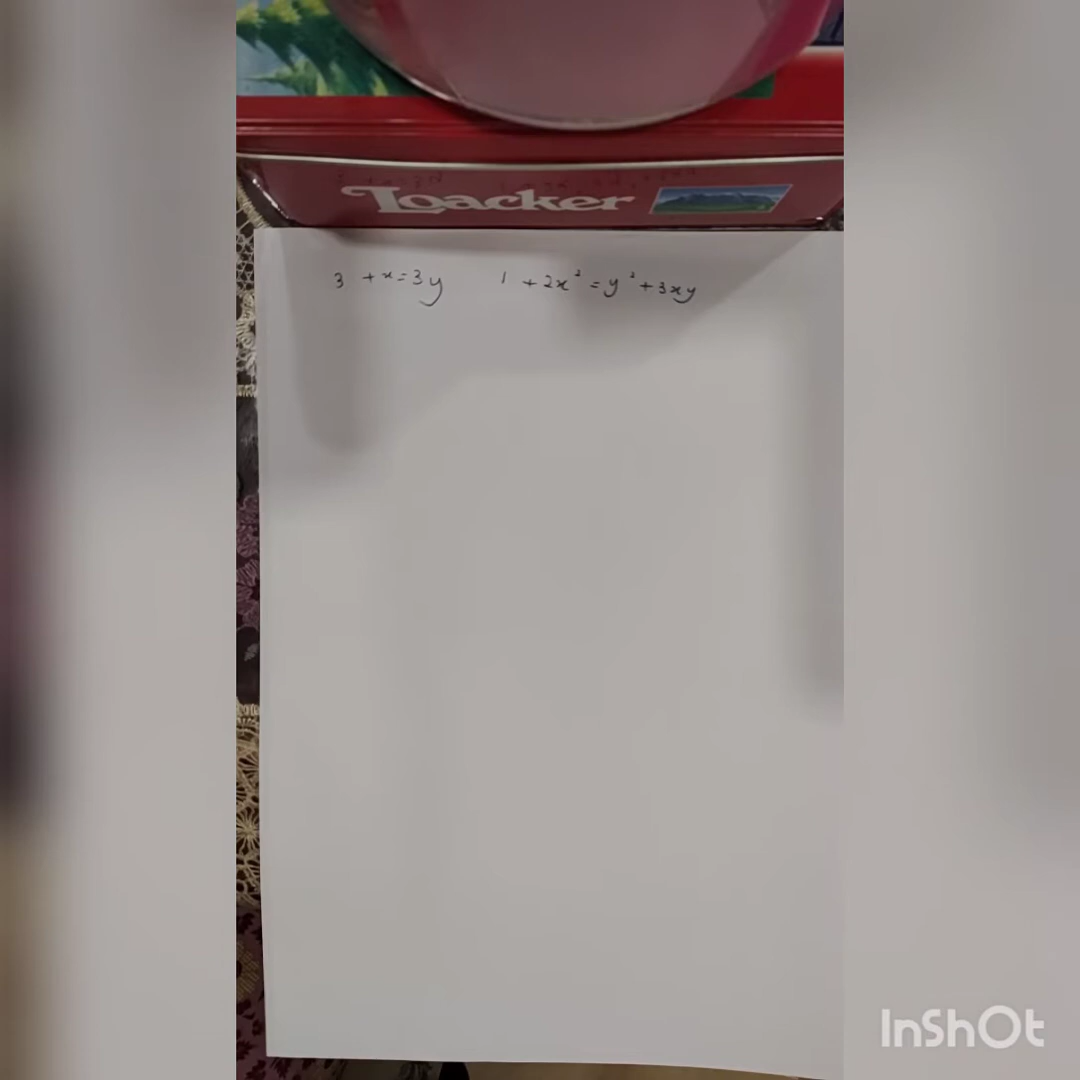 Loacker
3 + x = 3y 1 + 2x² = y² + 3xy
InShOt